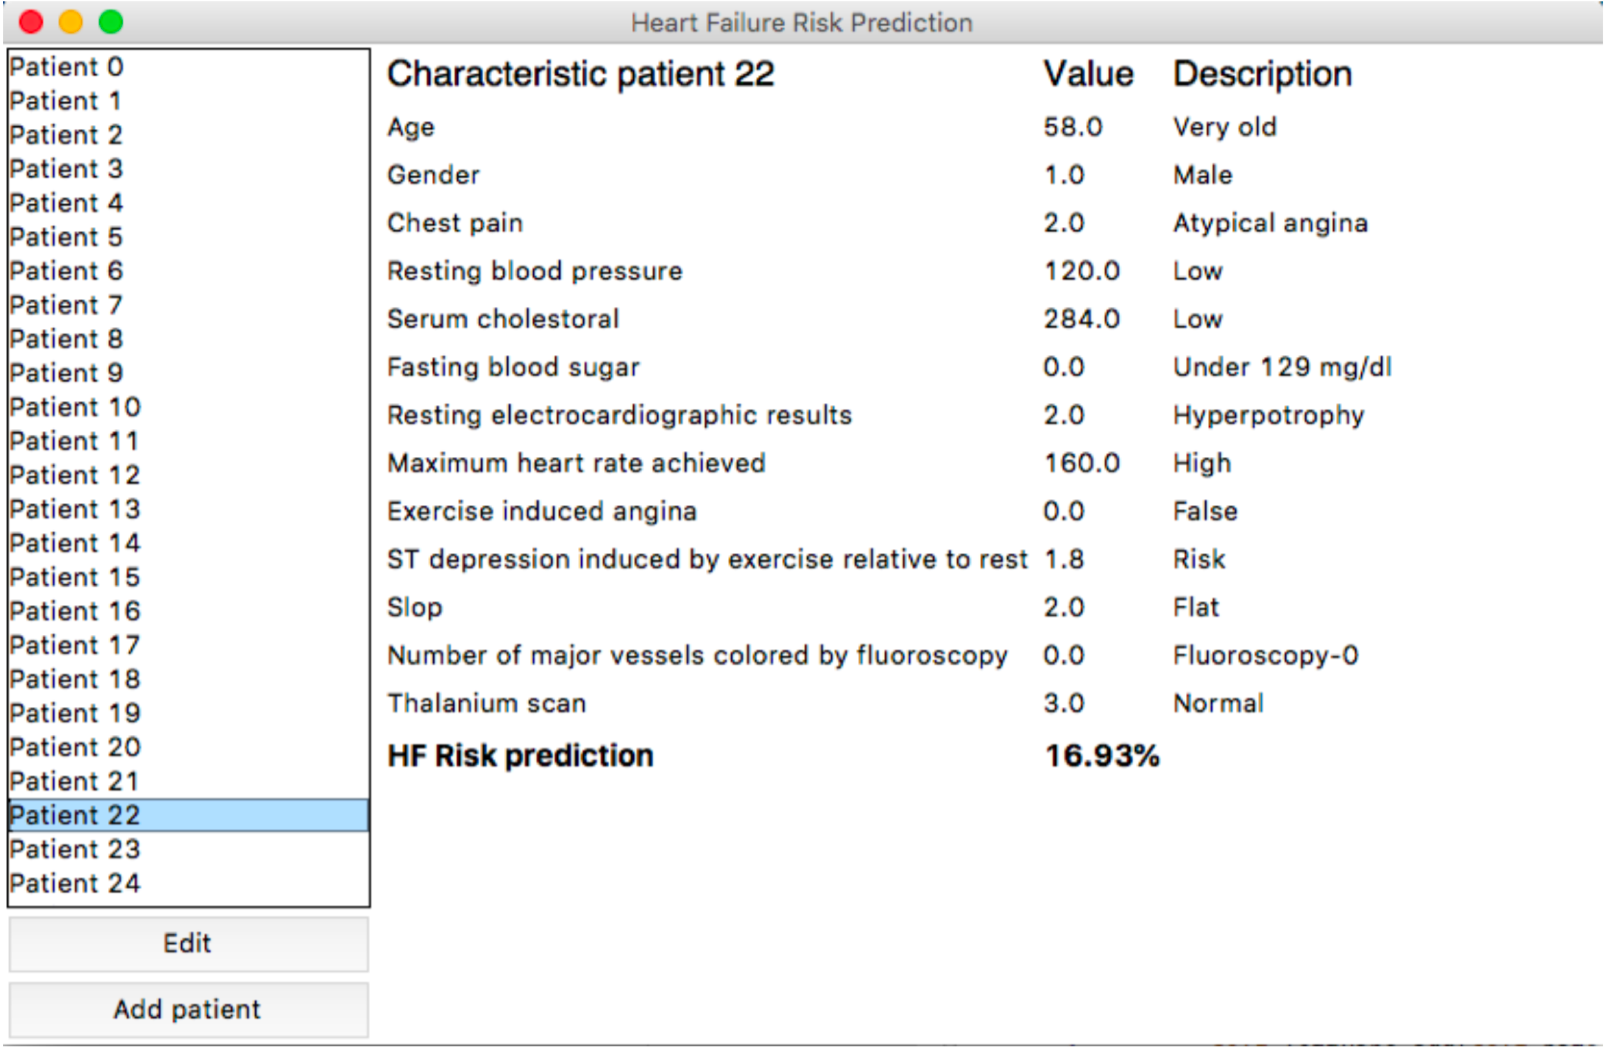 Heart Failure Risk Prediction
Patient 0
Patient 1
Patient 2
Patient 3
Patient 4
Patient 5
Patient 6
Patient 7
Patient 8
Patient 9
Patient 10
Patient 11
Patient 12
Patient 13
Patient 14
Patient 15
Patient 16
Patient 17
Patient 18
Patient 19
Patient 20
Patient 21
Patient 22
Patient 23
Patient 24
Edit
Add patient
Characteristic patient 22 Value Description
Age 58.0 Very old
Gender 1.0 Male
Chest pain 2.0 Atypical angina
Resting blood pressure 120.0 Low
Serum cholestoral 284.0 Low
Fasting blood sugar 0.0 Under 129 mg/dl
Resting electrocardiographic results 2.0 Hyperpotrophy
Maximum heart rate achieved 160.0 High
Exercise induced angina 0.0 False
ST depression induced by exercise relative to rest 1.8 Risk
Slop 2.0 Flat
Number of major vessels colored by fluoroscopy 0.0 Fluoroscopy-0
Thalanium scan 3.0 Normal
HF Risk prediction 16.93%